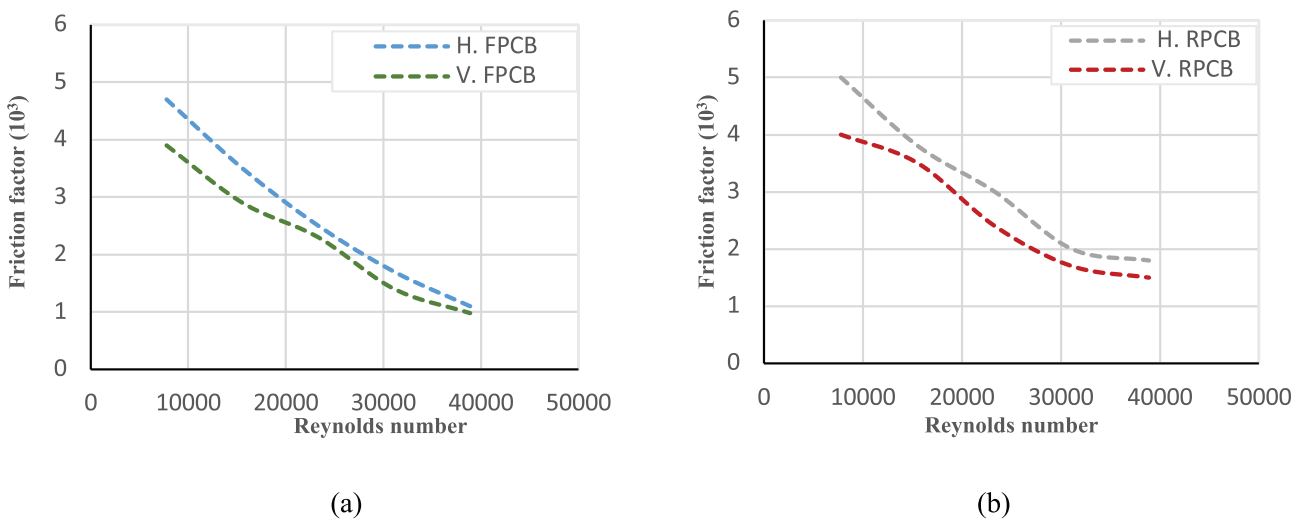 6
5
4
3
2
1
0
Friction factor (10³)
H. FPCB
V. FPCB
0 10000 20000 30000 40000 50000
Reynolds number
(a)
6
5
4
3
2
1
0
Friction factor (10³)
H. RPCB
V. RPCB
0 10000 20000 30000 40000 50000
Reynolds number
(b)